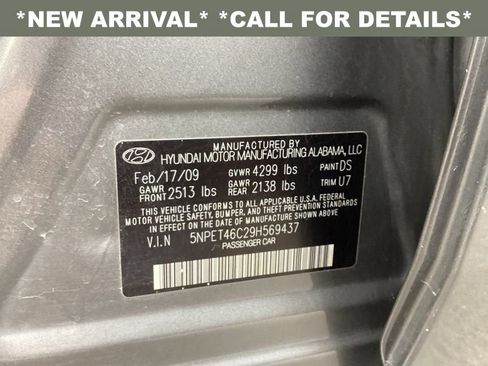 *NEW ARRIVAL* *CALL FOR DETAILS*
MANUFACTURED BY
HYUNDAI MOTOR MANUFACTURING ALABAMA, LLC
Feb/17/09 GVWR 4299 lbs PAINT DS
GAWR FRONT 2513 lbs GAWR REAR 2138 lbs TRIM U7
THIS VEHICLE CONFORMS TO ALL APPLICABLE U.S.A. FEDERAL
MOTOR VEHICLE SAFETY, BUMPER, AND THEFT PREVENTION
STANDARDS IN EFFECT ON THE DATE OF MANUFACTURE SHOWN ABOVE.
V.I.N 5NPET46C29H569437
PASSENGER CAR